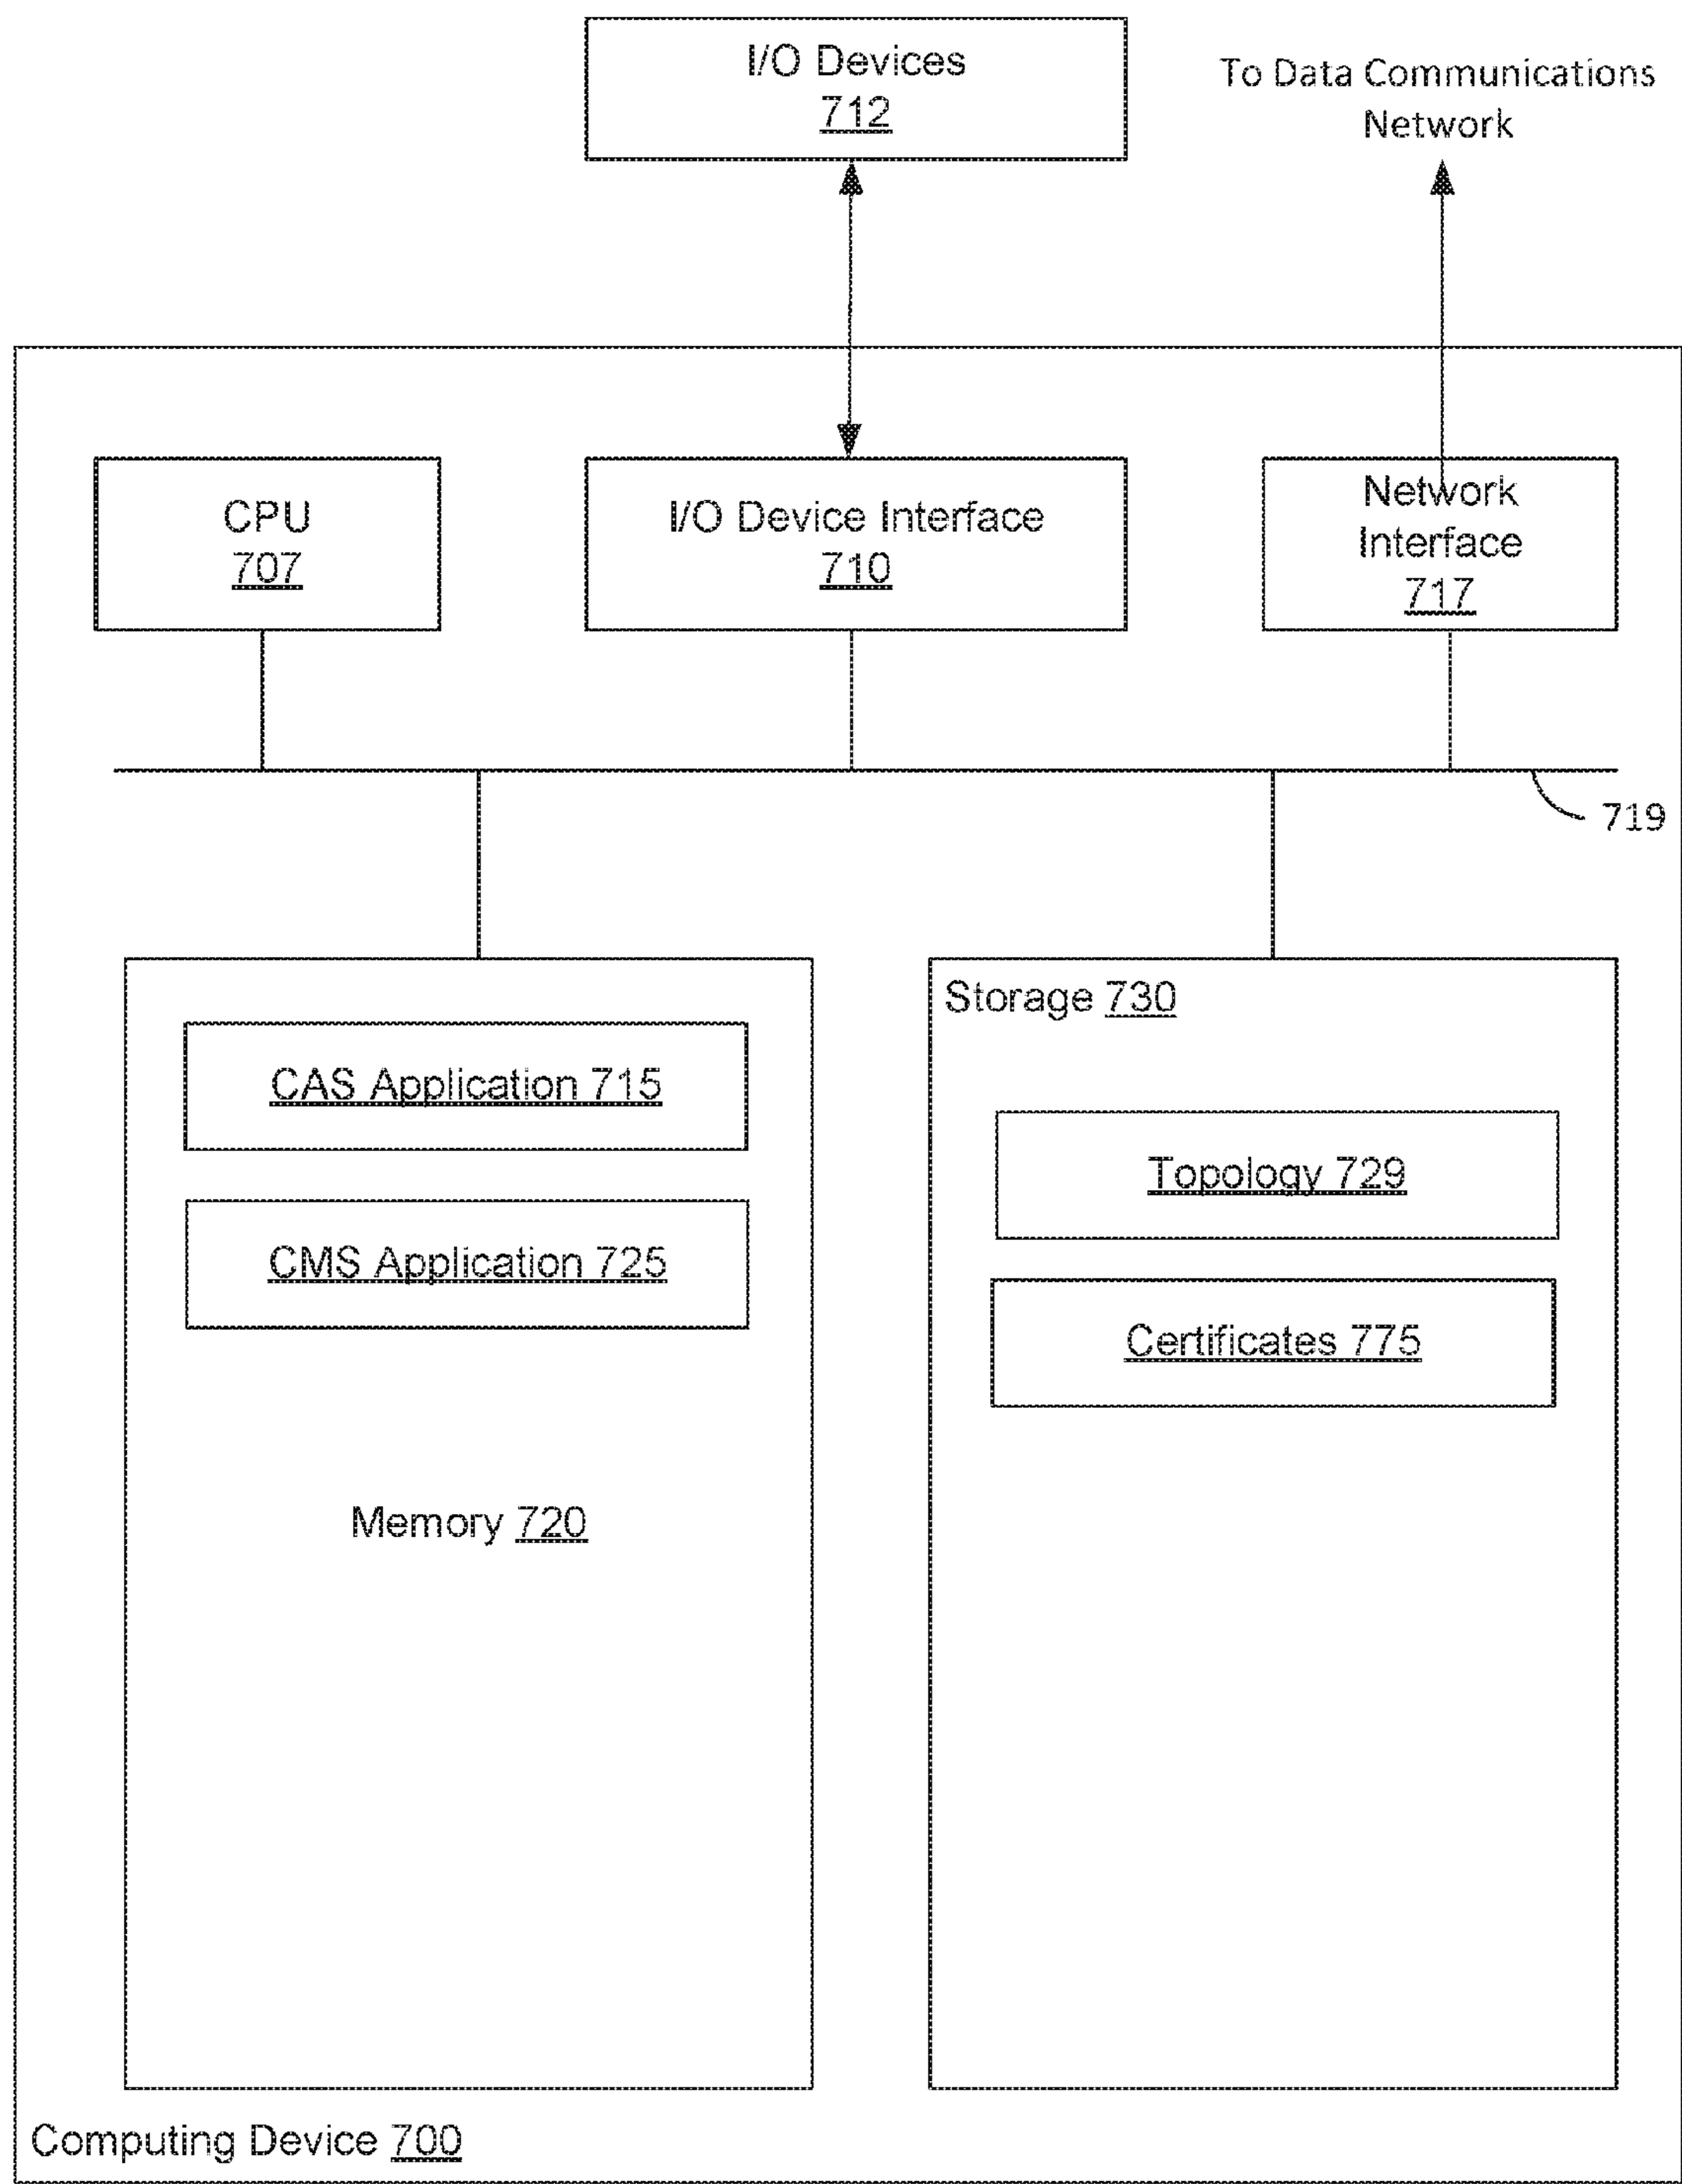 I/O Devices
712
To Data Communications
Network
CPU
707
I/O Device Interface
710
Network
Interface
717
719
CAS Application 715
CMS Application 725
Memory 720
Storage 730
Topology 729
Certificates 775
Computing Device 700